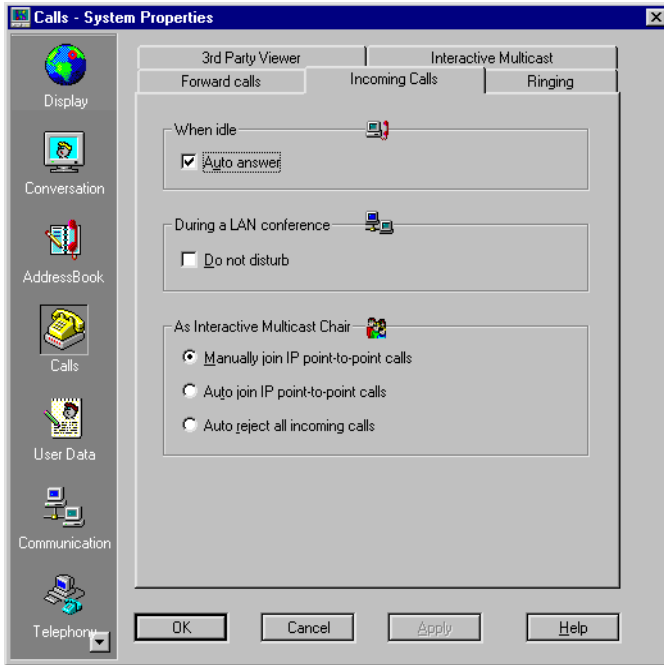 Calls - System Properties
Display
Conversation
AddressBook
Calls
User Data
Communication
Telephony
3rd Party Viewer
Interactive Multicast
Forward calls
Incoming Calls
Ringing
When idle
Auto answer
During a LAN conference
Do not disturb
As Interactive Multicast Chair
Manually join IP point-to-point calls
Auto join IP point-to-point calls
Auto reject all incoming calls
OK
Cancel
Apply
Help